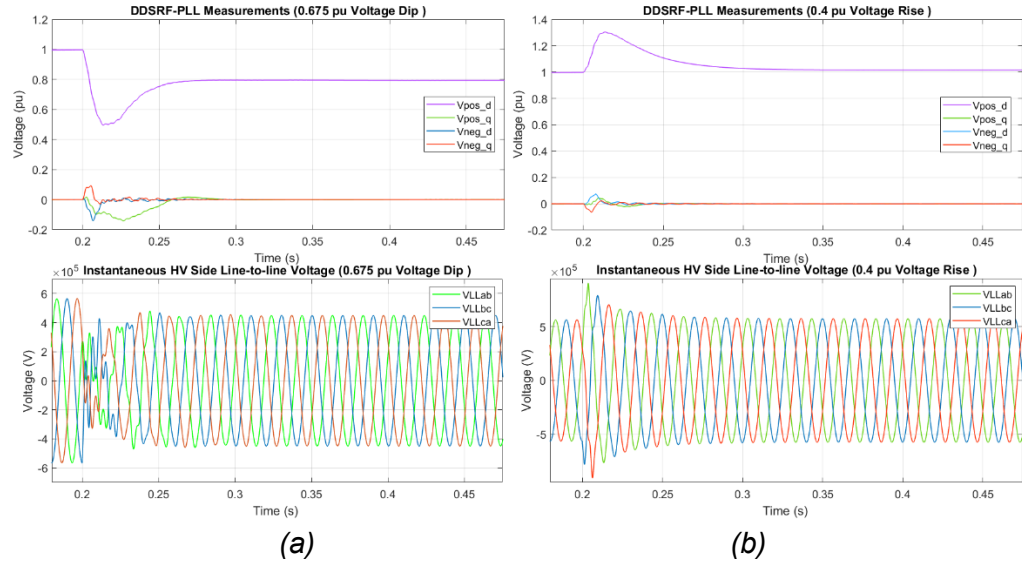 DDSRF-PLL Measurements (0.675 pu Voltage Dip )
1.2
1
0.8
0.6
0.4
0.2
0
-0.2
Voltage (pu)
Vpos_d
Vpos_q
Vneg_d
Vneg_q
0.2
0.25
0.3
0.35
0.4
0.45
Time (s)
DDSRF-PLL Measurements (0.4 pu Voltage Rise )
1.4
1.2
1
0.8
0.6
0.4
0.2
0
-0.2
Voltage (pu)
Vpos_d
Vpos_q
Vneg_d
Vneg_q
0.2
0.25
0.3
0.35
0.4
0.45
Time (s)
×10⁵
Instantaneous HV Side Line-to-line Voltage (0.675 pu Voltage Dip )
6
4
2
0
-2
-4
-6
Voltage (V)
VLLab
VLLbc
VLLca
0.2
0.25
0.3
0.35
0.4
0.45
Time (s)
×10⁵
Instantaneous HV Side Line-to-line Voltage (0.4 pu Voltage Rise )
5
0
-5
Voltage (V)
VLLab
VLLbc
VLLca
0.2
0.25
0.3
0.35
0.4
0.45
Time (s)
(a)
(b)